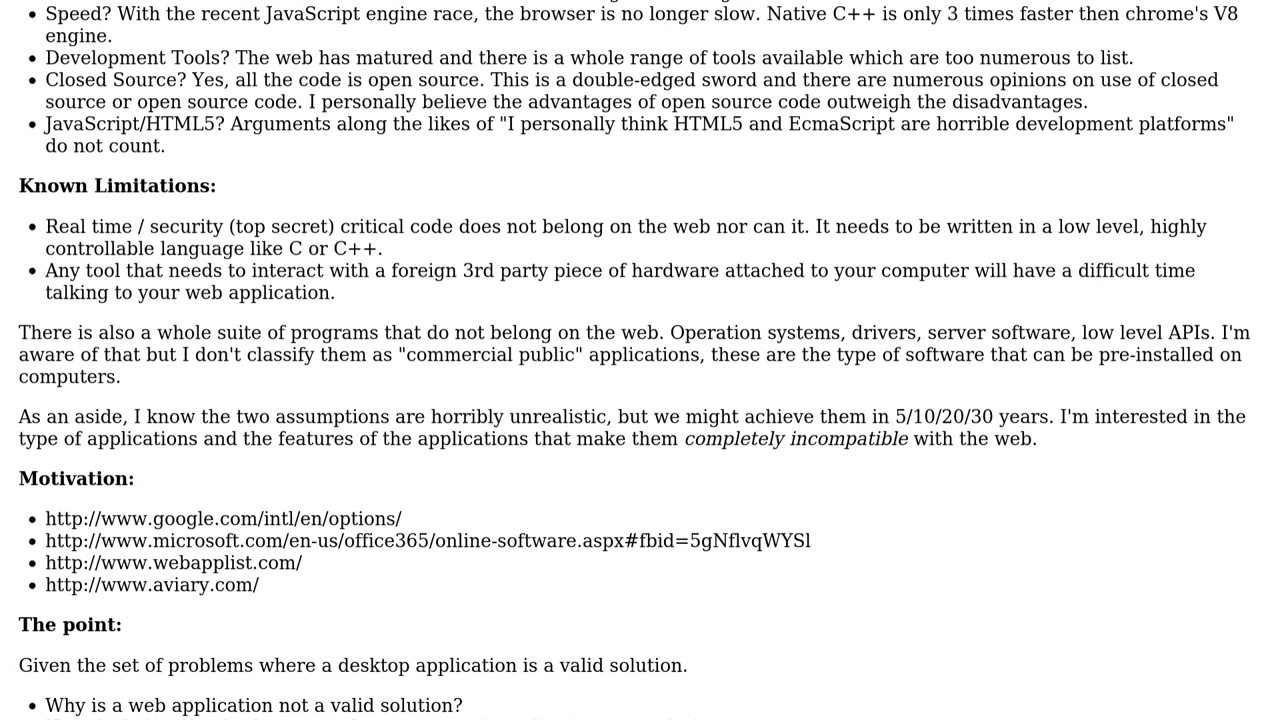 • Speed? With the recent JavaScript engine race, the browser is no longer slow. Native C++ is only 3 times faster then chrome's V8
engine.
• Development Tools? The web has matured and there is a whole range of tools available which are too numerous to list.
• Closed Source? Yes, all the code is open source. This is a double-edged sword and there are numerous opinions on use of closed
source or open source code. I personally believe the advantages of open source code outweigh the disadvantages.
• JavaScript/HTML5? Arguments along the likes of "I personally think HTML5 and EcmaScript are horrible development platforms"
do not count.
Known Limitations:
• Real time / security (top secret) critical code does not belong on the web nor can it. It needs to be written in a low level, highly
controllable language like C or C++.
• Any tool that needs to interact with a foreign 3rd party piece of hardware attached to your computer will have a difficult time
talking to your web application.
There is also a whole suite of programs that do not belong on the web. Operation systems, drivers, server software, low level APIs. I'm
aware of that but I don't classify them as "commercial public" applications, these are the type of software that can be pre-installed on
computers.
As an aside, I know the two assumptions are horribly unrealistic, but we might achieve them in 5/10/20/30 years. I'm interested in the
type of applications and the features of the applications that make them completely incompatible with the web.
Motivation:
• http://www.google.com/intl/en/options/
• http://www.microsoft.com/en-us/office365/online-software.aspx#fbid=5gNflvqWYSl
• http://www.webapplist.com/
• http://www.aviary.com/
The point:
Given the set of problems where a desktop application is a valid solution.
• Why is a web application not a valid solution?